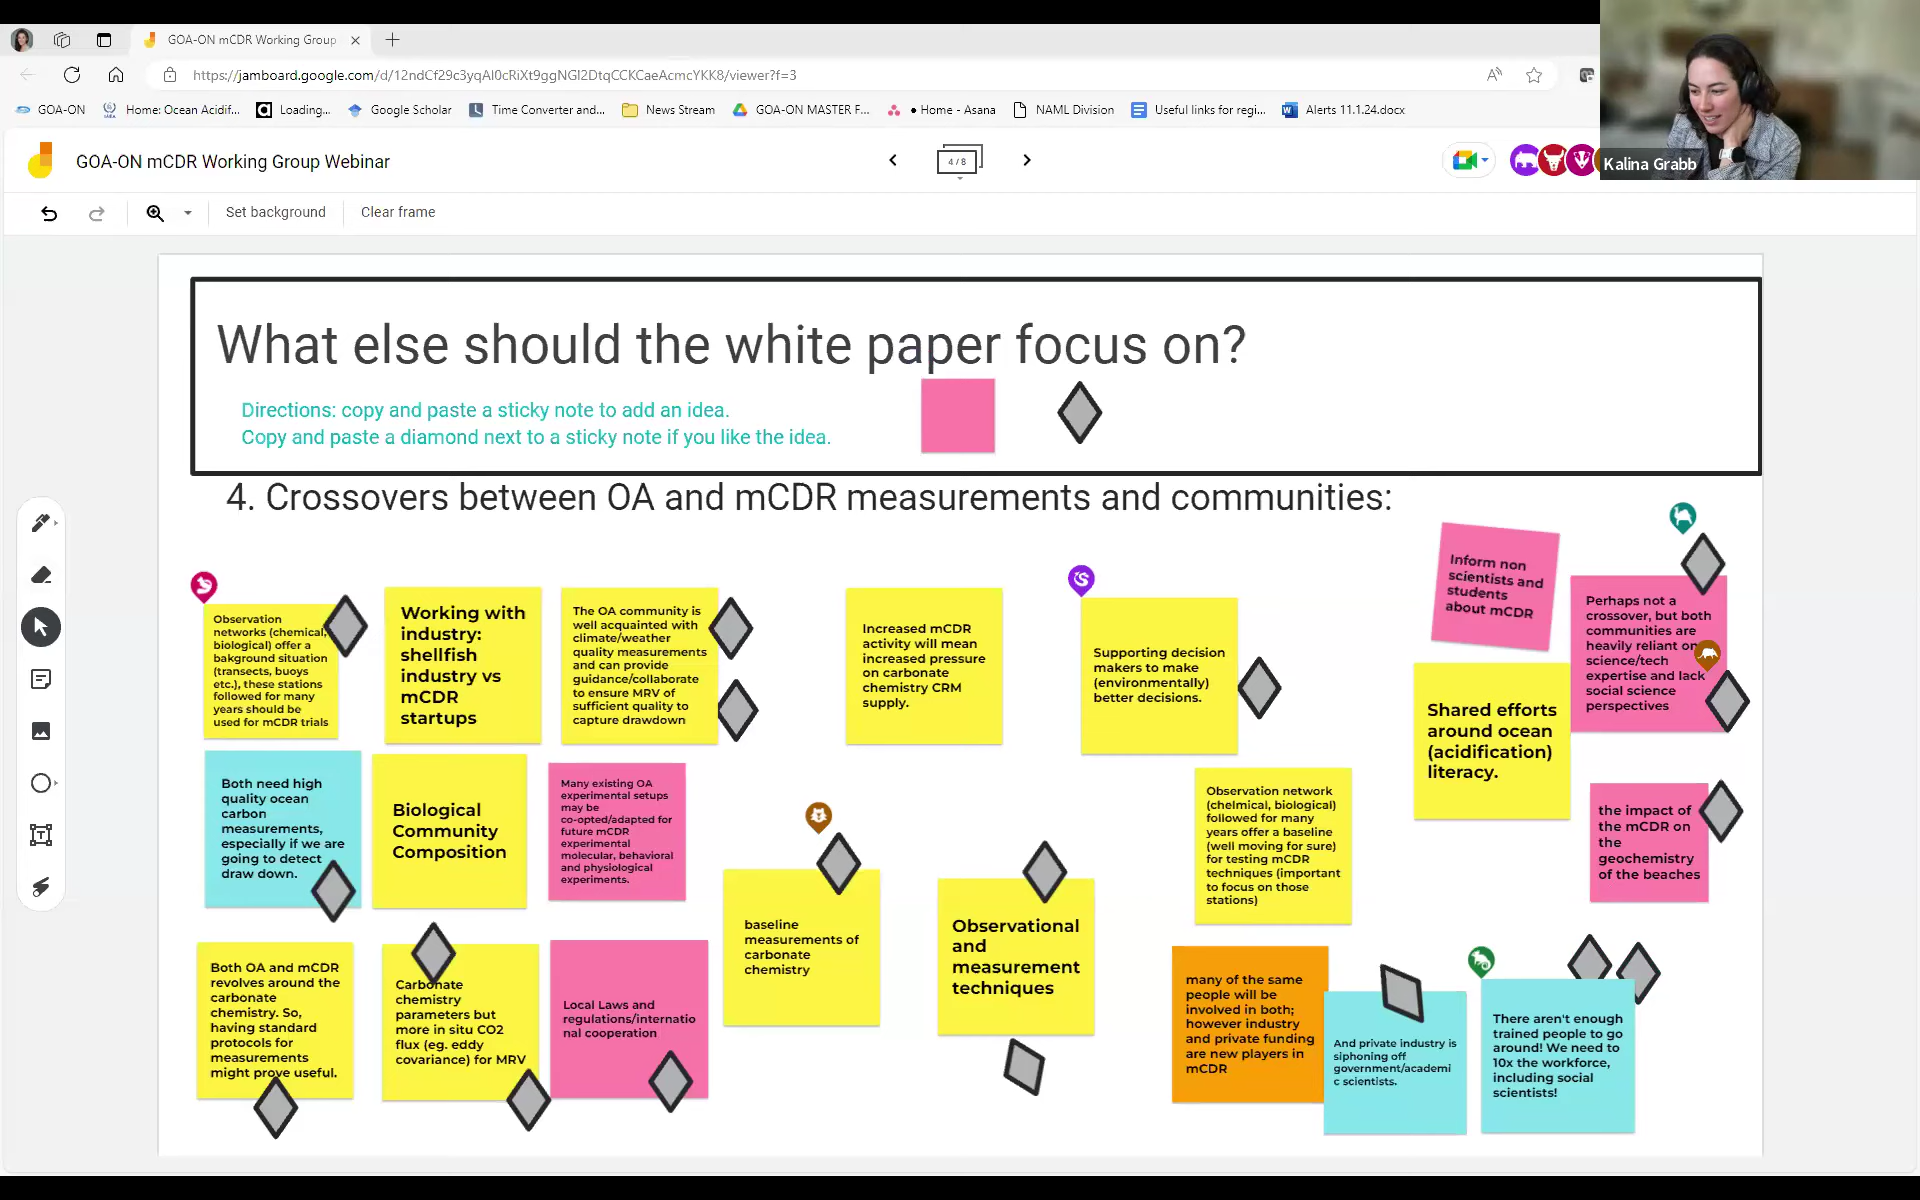 GOA-ON mCDR Working Group
https://jamboard.google.com/d/12ndCf29c3yqAI0cRiXt9ggNGI2DtqCCKCaeAcmcYKK8/viewer?f=3
GOA-ON
Home: Ocean Acidif...
Loading...
Google Scholar
Time Converter and...
News Stream
GOA-ON MASTER F...
• Home - Asana
NAML Division
Useful links for regi...
Alerts 11.1.24.docx
Kalina Grabb
GOA-ON mCDR Working Group Webinar
4 / 8
Set background
Clear frame
What else should the white paper focus on?
Directions: copy and paste a sticky note to add an idea.
Copy and paste a diamond next to a sticky note if you like the idea.
4. Crossovers between OA and mCDR measurements and communities:
Observation
networks (chemical,
biological) offer a
bakground situation
(transects, buoys
etc.), these stations
followed for many
years should be
used for mCDR trials
Working with
industry:
shellfish
industry vs
mCDR
startups
The OA community is
well acquainted with
climate/weather
quality measurements
and can provide
guidance/collaborate
to ensure MRV of
sufficient quality to
capture drawdown
Increased mCDR
activity will mean
increased pressure
on carbonate
chemistry CRM
supply.
Supporting decision
makers to make
(environmentally)
better decisions.
Inform non
scientists and
students
about mCDR
Perhaps not a
crossover, but both
communities are
heavily reliant on
science/tech
expertise and lack
social science
perspectives
Shared efforts
around ocean
(acidification)
literacy.
Both need high
quality ocean
carbon
measurements,
especially if we are
going to detect
draw down.
Biological
Community
Composition
Many existing OA
experimental setups
may be
co-opted/adapted for
future mCDR
experimental
molecular, behavioral
and physiological
experiments.
Observation network
(chelmical, biological)
followed for many
years offer a baseline
(well moving for sure)
for testing mCDR
techniques (important
to focus on those
stations)
the impact of
the mCDR on
the
geochemistry
of the beaches
baseline
measurements of
carbonate
chemistry
Observational
and
measurement
techniques
Both OA and mCDR
revolves around the
carbonate
chemistry. So,
having standard
protocols for
measurements
might prove useful.
Carbonate
chemistry
parameters but
more in situ CO2
flux (eg. eddy
covariance) for MRV
Local Laws and
regulations/internatio
nal cooperation
many of the same
people will be
involved in both;
however industry
and private funding
are new players in
mCDR
And private industry is
siphoning off
government/academi
c scientists.
There aren't enough
trained people to go
around! We need to
10x the workforce,
including social
scientists!